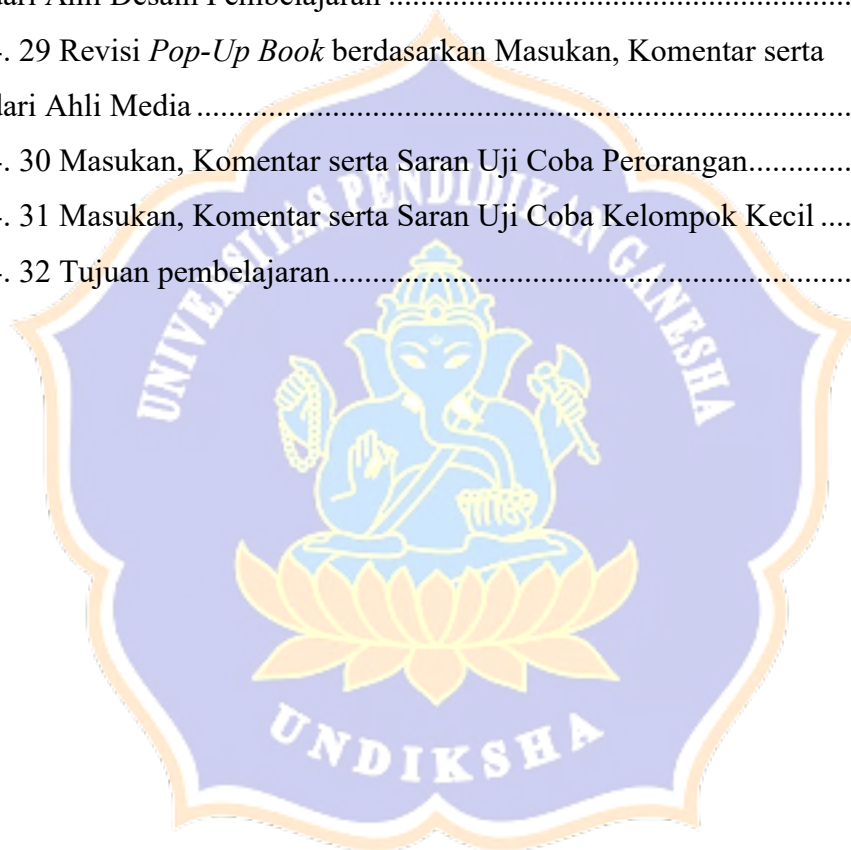 dari Ahli Desain Pembelajaran ..........................................................
. 29 Revisi Pop-Up Book berdasarkan Masukan, Komentar serta
dari Ahli Media ..................................................................................
. 30 Masukan, Komentar serta Saran Uji Coba Perorangan.............
. 31 Masukan, Komentar serta Saran Uji Coba Kelompok Kecil ....
. 32 Tujuan pembelajaran.................................................................
UNIVERSITAS PENDIDIKAN GANESHA
UNDIKSHA